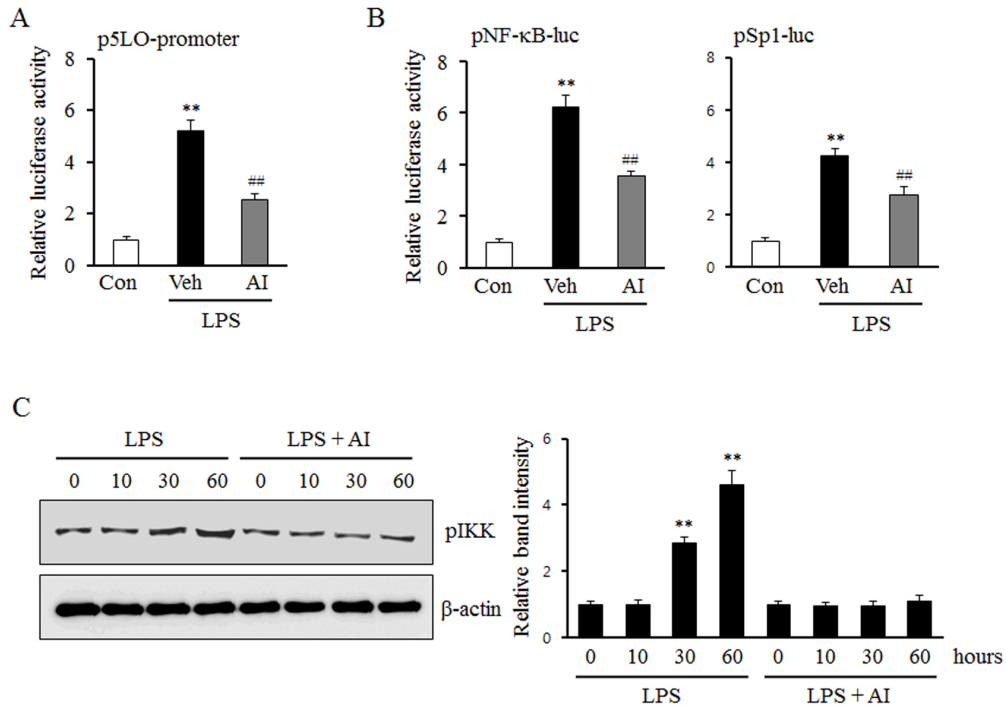 A
p5LO-promoter
Relative luciferase activity
8
6
4
2
0
**
##
Con Veh AI
LPS
B
pNF-κB-luc
Relative luciferase activity
8
6
4
2
0
**
##
Con Veh AI
LPS
pSp1-luc
8
6
4
2
0
**
##
Con Veh AI
LPS
C
LPS LPS + AI
0 10 30 60 0 10 30 60
pIKK
β-actin
Relative band intensity
6
4
2
0
**
**
0 10 30 60 0 10 30 60 hours
LPS LPS + AI